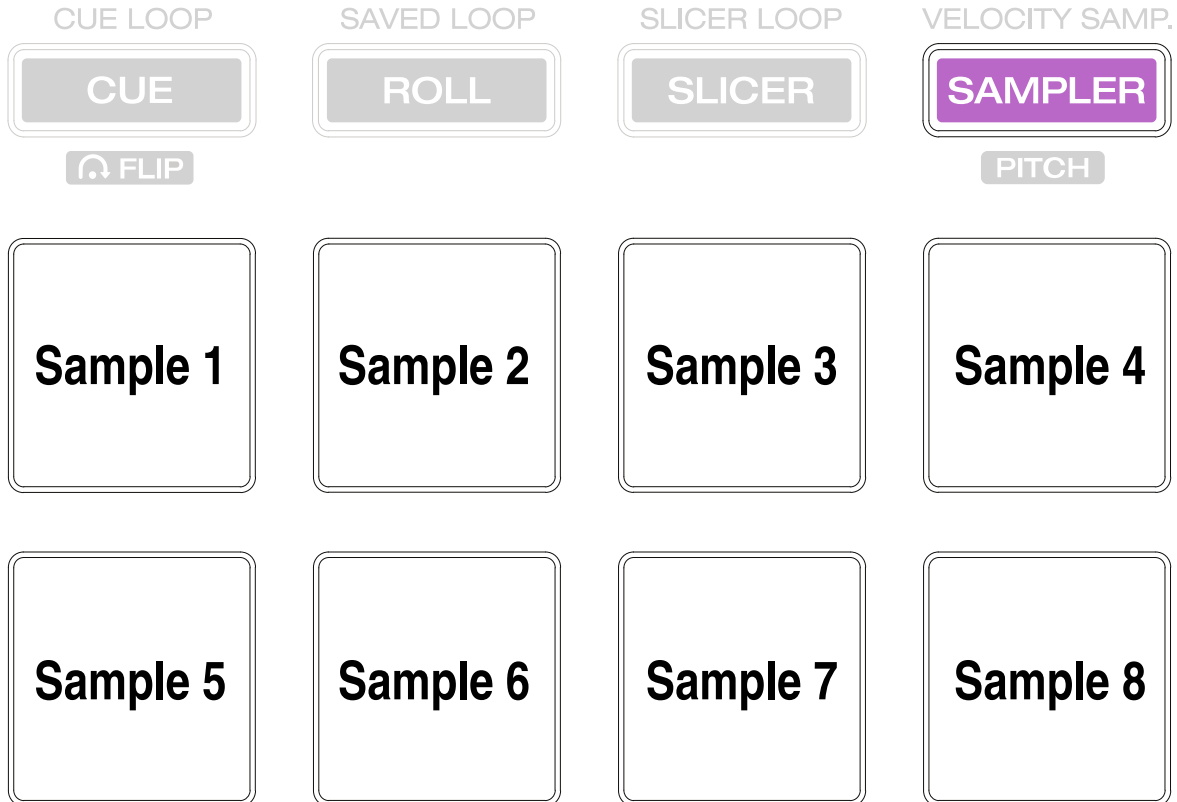 CUE LOOP SAVED LOOP SLICER LOOP VELOCITY SAMP.
CUE ROLL SLICER SAMPLER
FLIP PITCH
Sample 1 Sample 2 Sample 3 Sample 4
Sample 5 Sample 6 Sample 7 Sample 8